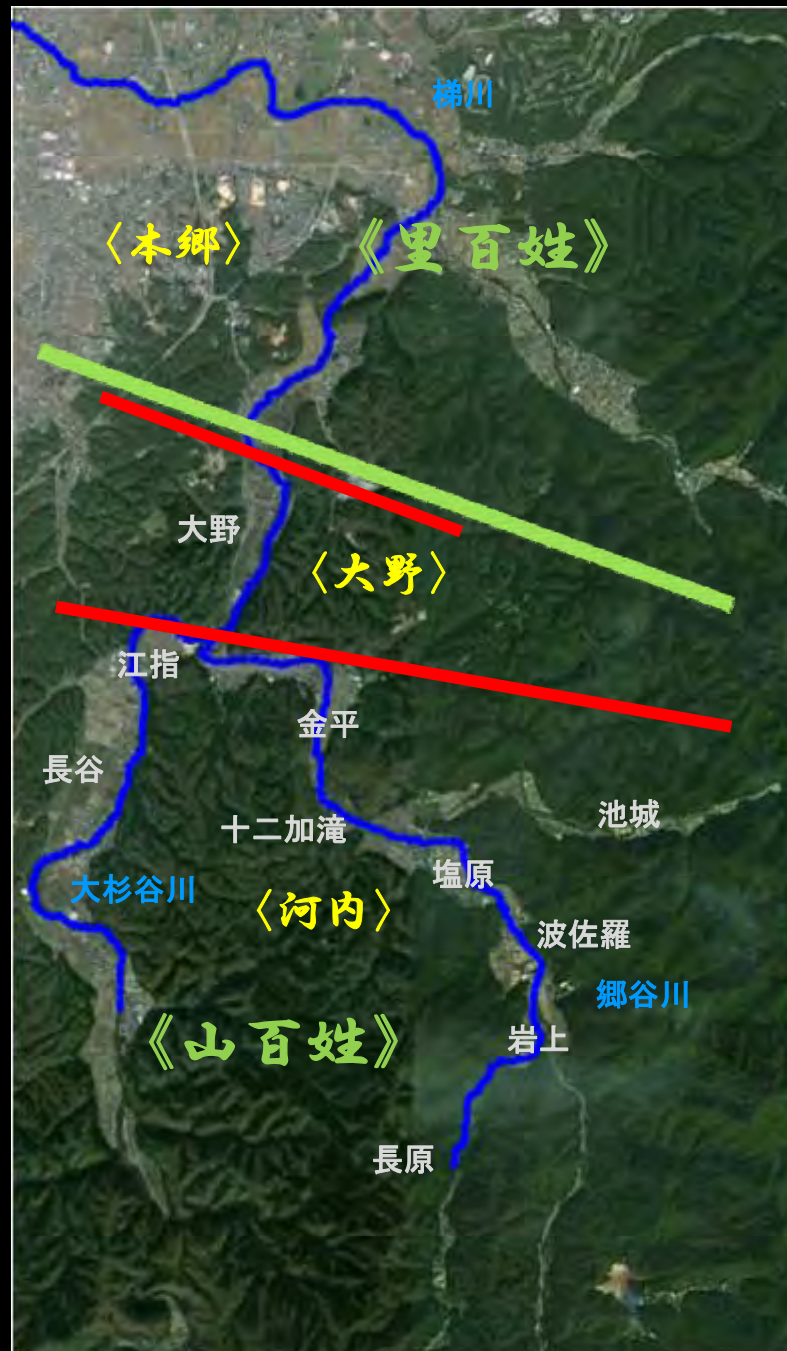 梯川
〈本郷〉
《里百姓》
大野
〈大野〉
江指
金平
長谷
池城
十二加滝
塩原
大杉谷川
〈河内〉
波佐羅
郷谷川
《山百姓》
岩上
長原